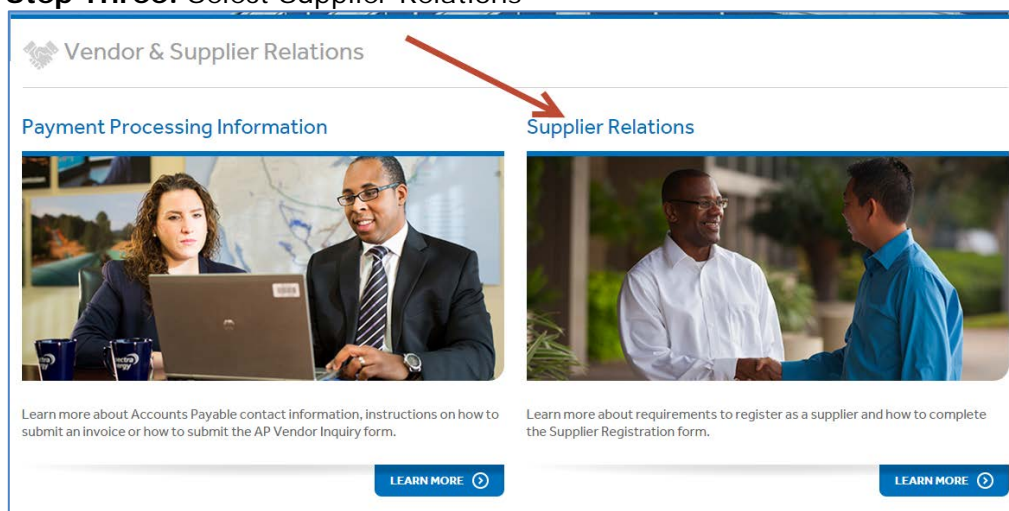 Step Three: Select Supplier Relations
Vendor & Supplier Relations
Payment Processing Information
Supplier Relations
Learn more about Accounts Payable contact information, instructions on how to
submit an invoice or how to submit the AP Vendor Inquiry form.
LEARN MORE
Learn more about requirements to register as a supplier and how to complete
the Supplier Registration form.
LEARN MORE